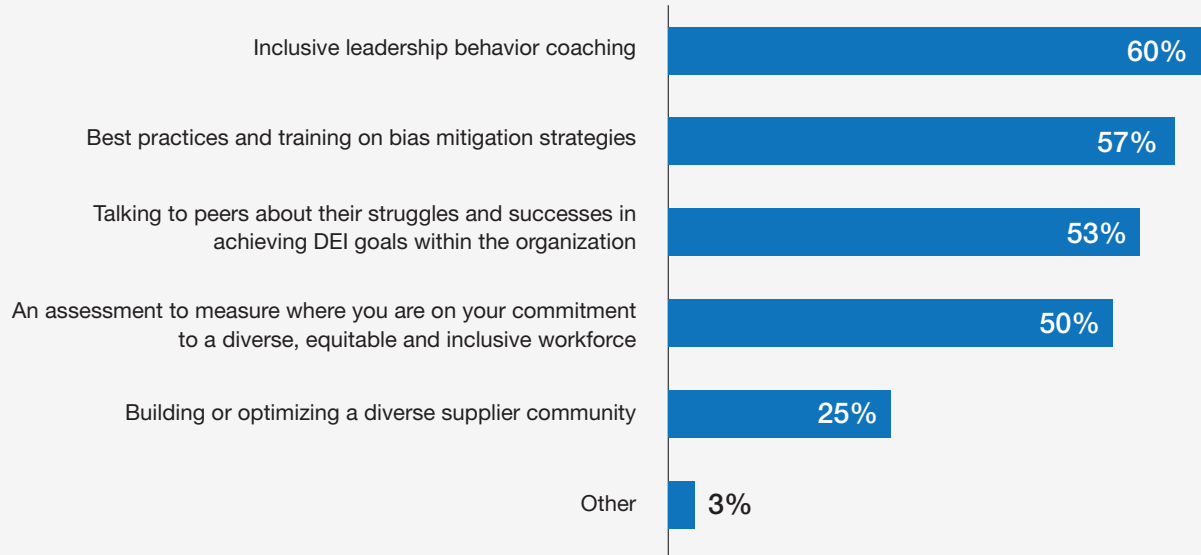 Inclusive leadership behavior coaching
60%
Best practices and training on bias mitigation strategies
57%
Talking to peers about their struggles and successes in
achieving DEI goals within the organization
53%
An assessment to measure where you are on your commitment
to a diverse, equitable and inclusive workforce
50%
Building or optimizing a diverse supplier community
25%
Other
3%